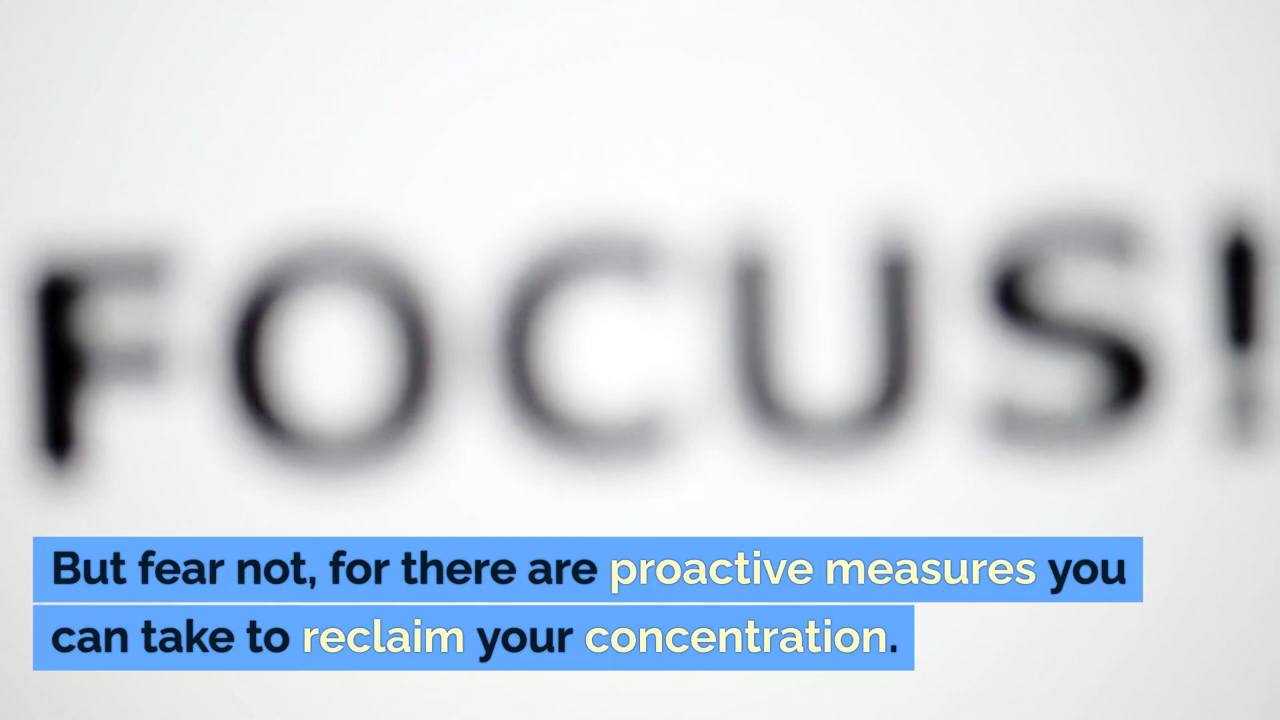 FOCUS!
But fear not, for there are proactive measures you
can take to reclaim your concentration.